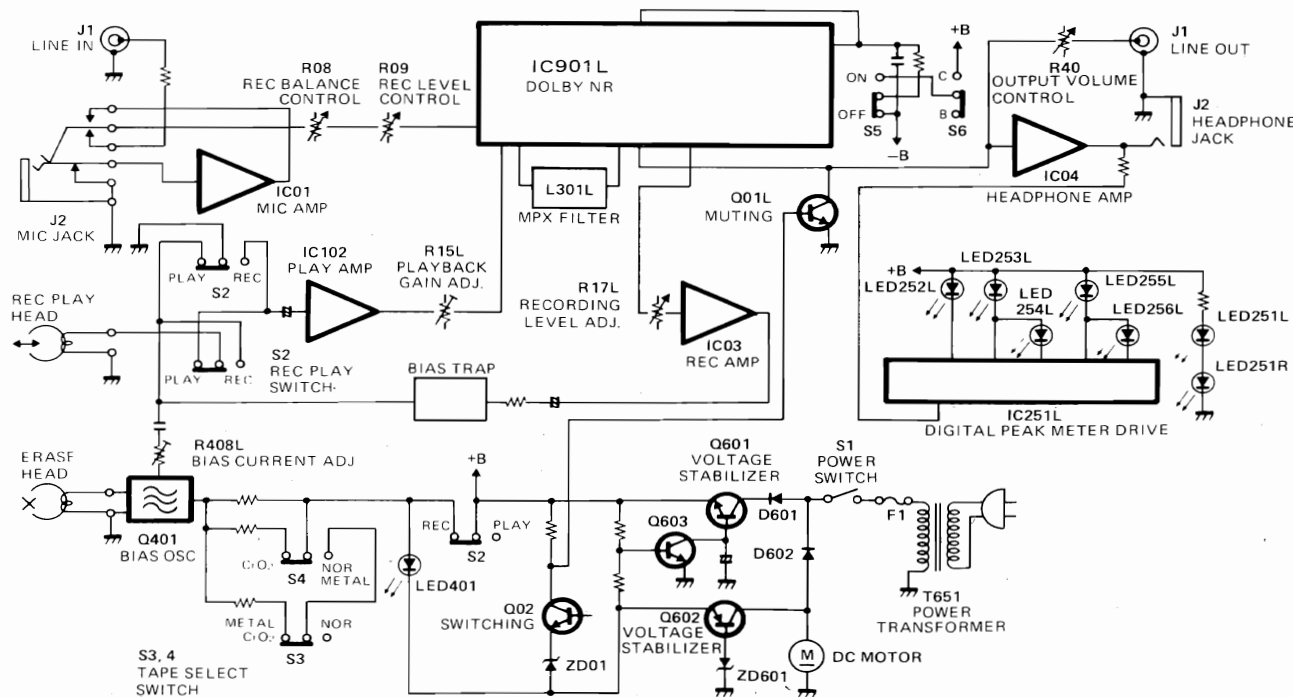 J1
LINE IN
R08
REC BALANCE
CONTROL
R09
REC LEVEL
CONTROL
IC901L
DOLBY NR
ON
OFF
S5
+B
C
B
S6
−B
R40
OUTPUT VOLUME
CONTROL
J1
LINE OUT
J2
HEADPHONE
JACK
IC04
HEADPHONE AMP
IC01
MIC AMP
J2
MIC JACK
L301L
MPX FILTER
Q01L
MUTING
PLAY
REC
S2
IC102
PLAY AMP
R15L
PLAYBACK
GAIN ADJ.
R17L
RECORDING
LEVEL ADJ.
IC03
REC AMP
REC PLAY
HEAD
PLAY
REC
S2
REC PLAY
SWITCH
BIAS TRAP
+B
LED252L
LED253L
LED
254L
LED255L
LED256L
LED251L
LED251R
IC251L
DIGITAL PEAK METER DRIVE
ERASE
HEAD
R408L
BIAS CURRENT ADJ
Q401
BIAS OSC
CrO₂
S4
NOR
METAL
METAL
CrO₂
S3
NOR
S3, 4
TAPE SELECT
SWITCH
LED401
+B
REC
PLAY
S2
Q02
SWITCHING
ZD01
Q601
VOLTAGE
STABILIZER
Q603
D601
D602
Q602
VOLTAGE
STABILIZER
ZD601
S1
POWER
SWITCH
F1
T651
POWER
TRANSFORMER
M
DC MOTOR